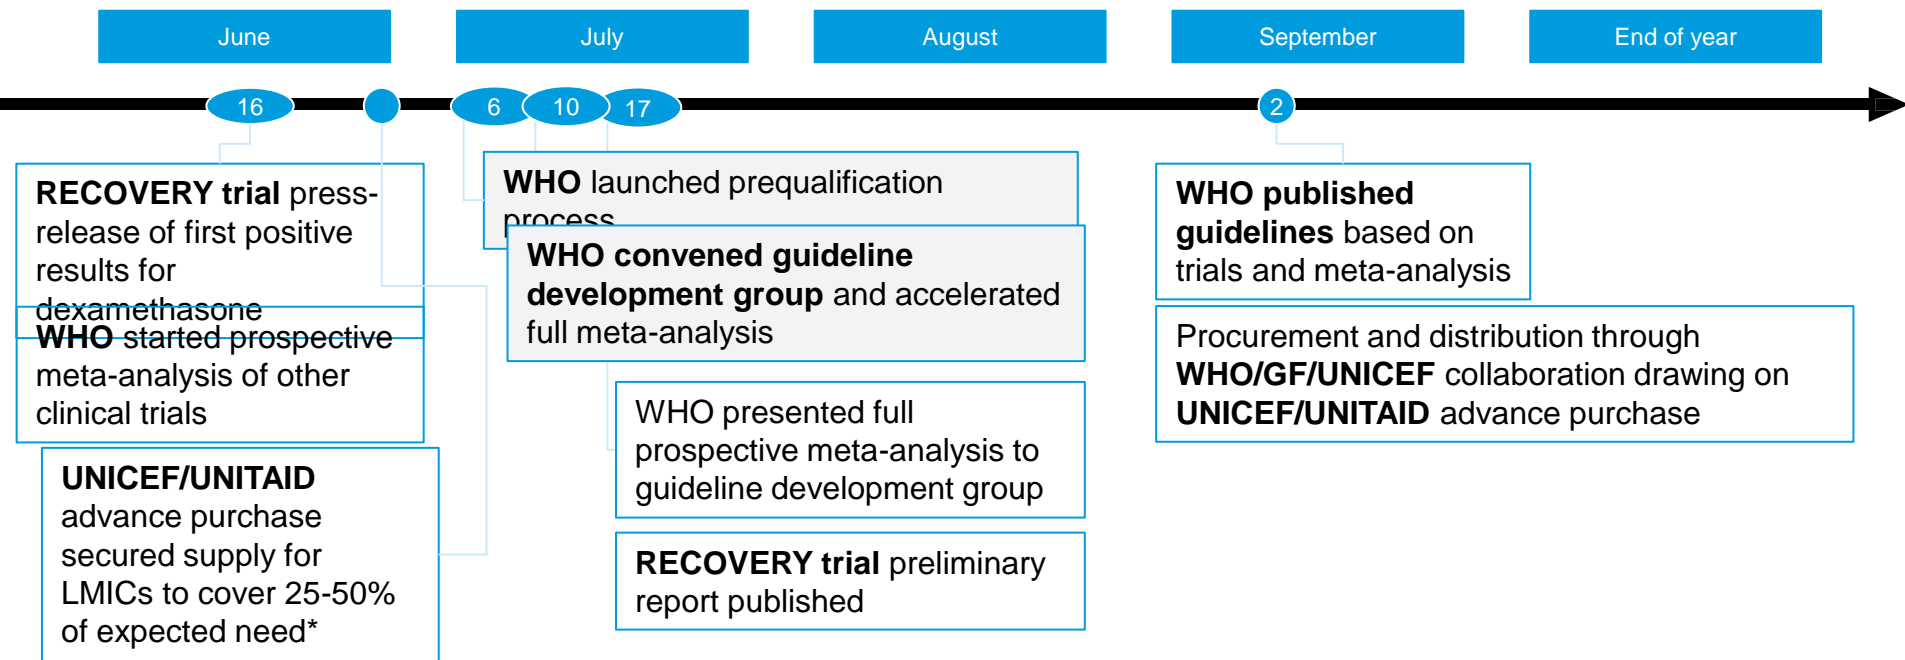 June
July
August
September
End of year
16
6
10
17
2
RECOVERY trial press-
release of first positive
results for
dexamethasone
WHO started prospective
meta-analysis of other
clinical trials
UNICEF/UNITAID
advance purchase
secured supply for
LMICs to cover 25-50%
of expected need*
WHO launched prequalification
process
WHO convened guideline
development group and accelerated
full meta-analysis
WHO presented full
prospective meta-analysis to
guideline development group
RECOVERY trial preliminary
report published
WHO published
guidelines based on
trials and meta-analysis
Procurement and distribution through
WHO/GF/UNICEF collaboration drawing on
UNICEF/UNITAID advance purchase